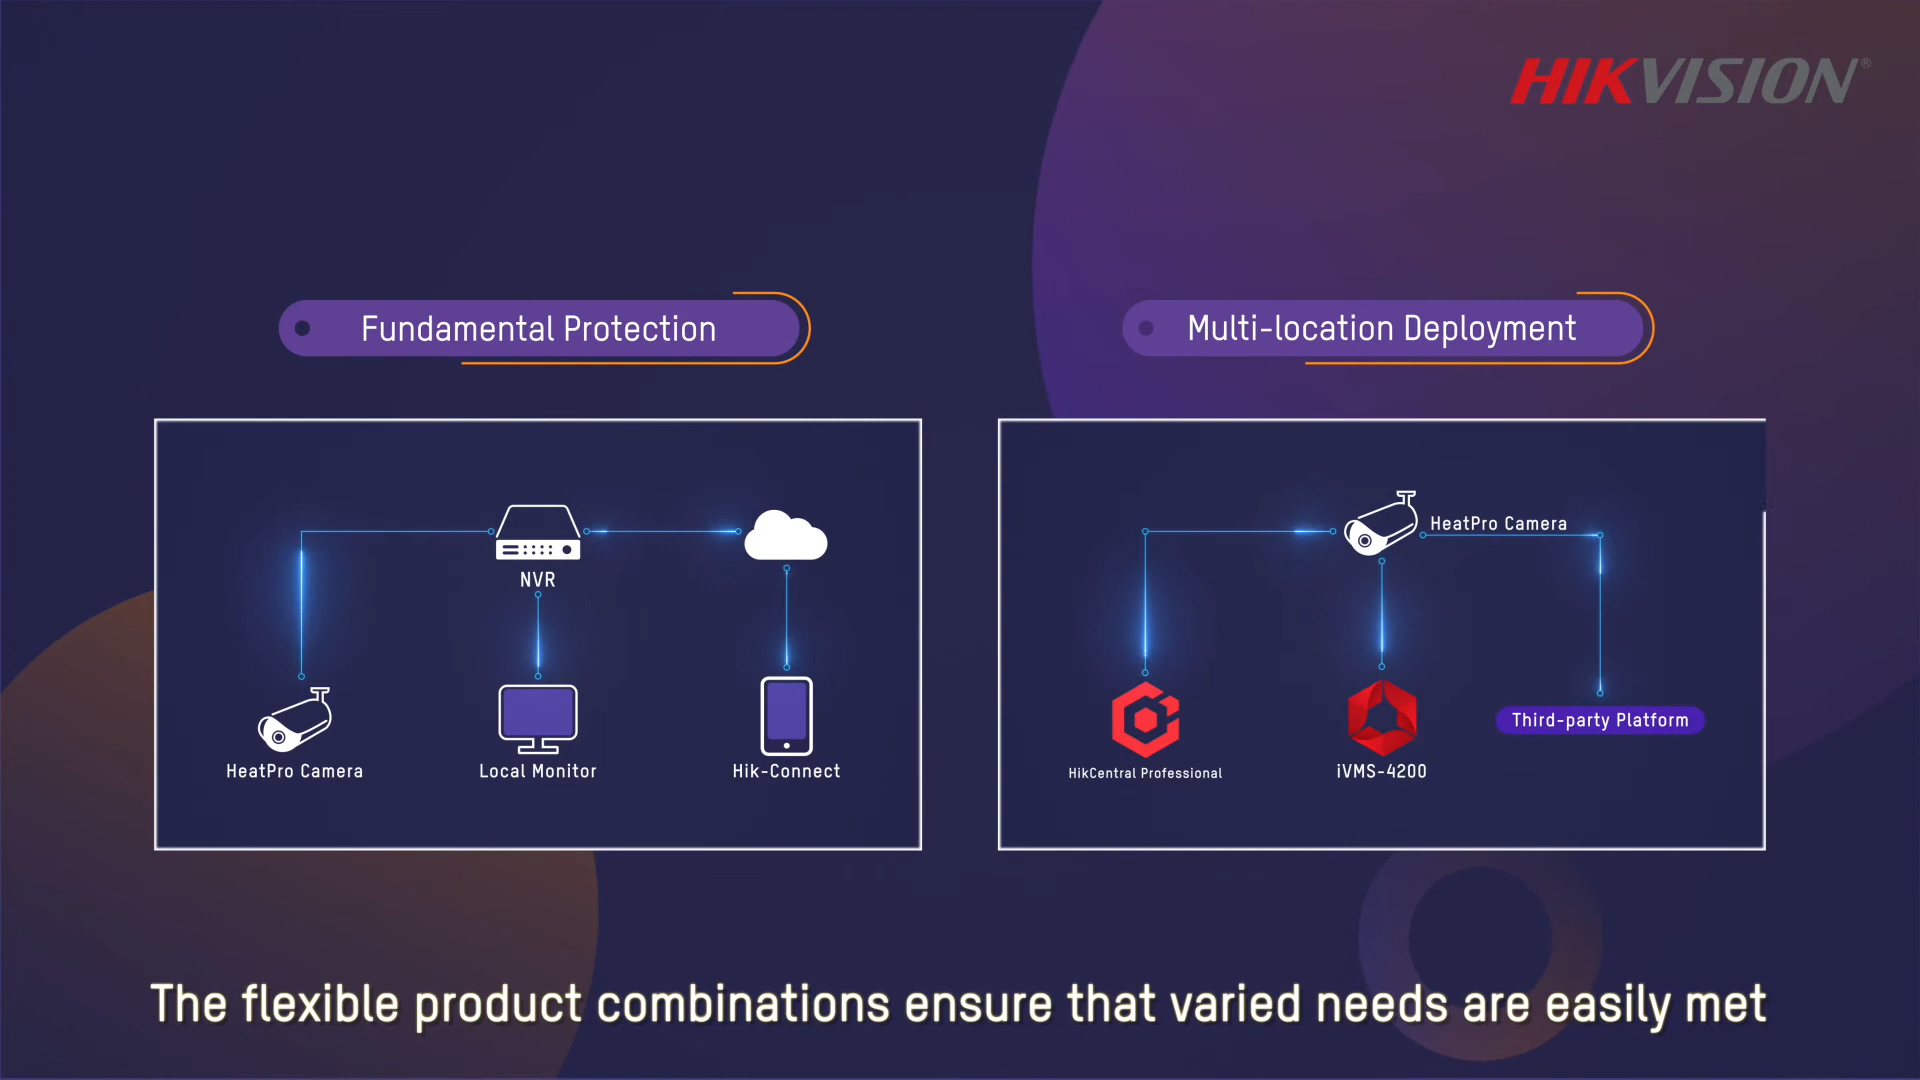 HIKVISION®
Fundamental Protection
Multi-location Deployment
NVR
HeatPro Camera
Local Monitor
Hik-Connect
HeatPro Camera
HikCentral Professional
iVMS-4200
Third-party Platform
The flexible product combinations ensure that varied needs are easily met